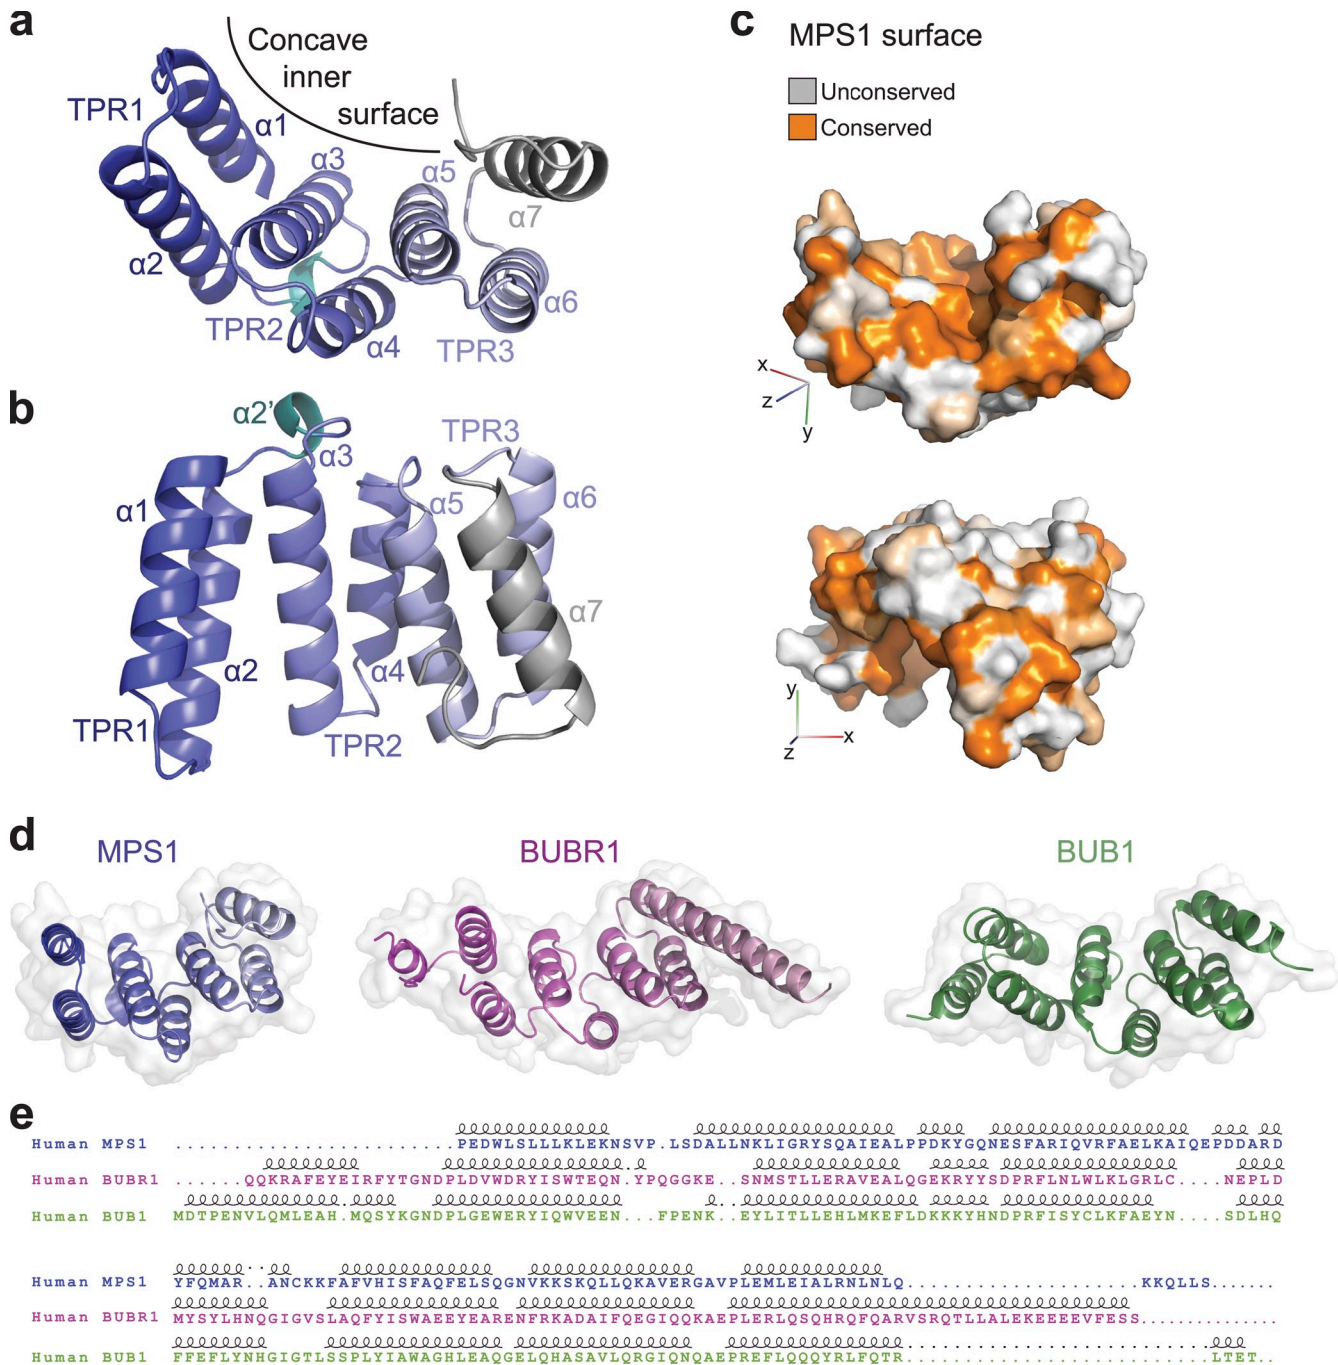 a
Concave
inner
surface
TPR1
α1
α3
α5
α7
α2
α6
TPR2
α4
TPR3
b
α2’
TPR3
α3
α1
α5
α6
α7
α2
α4
TPR1
TPR2
c
MPS1 surface
Unconserved
Conserved
x
z
y
y
x
z
d
MPS1
BUBR1
BUB1
e
Human MPS1 ........................PEDWLSLLLKLEKNSVP.LSDALLNKLIGRYSQAIEALPPDKYGQNESFARIQVRFAELKAIQEPDDARD
Human BUBR1 ......QQKRAFEYEIRFYTGNDPLDVWDRYISWTEQN.YPQGGKE..SNMSTLLERAVEALQGEKRYYSDPRFLNLWLKLGRLC....NEPLD
Human BUB1 MDTPENVLQMLEAH.MQSYKGNDPLGEWERYIQWVEEN...FPENK..EYLITLLEHLMKEFLDKKKYHNDPRFISYCLKFAEYN....SDLHQ
Human MPS1 YFQMAR..ANCKKFAFVHISFAQFELSQGNVKKSKQLLQKAVERGAVPLEMLEIALRNLNLQ....................KKQLLS......
Human BUBR1 MYSYLHNQGIGVSLAQFYISWAEEYEARENFRKADAIFQEGIQQKAEPLERLQSQHRQFQARVSRQTLLALEKEEEEVFESS............
Human BUB1 FFEFLYNHGIGTLSSPLYIAWAGHLEAQGELQHASAVLQRGIQNQAEPREFLQQQYRLFQTR..........................LTET..